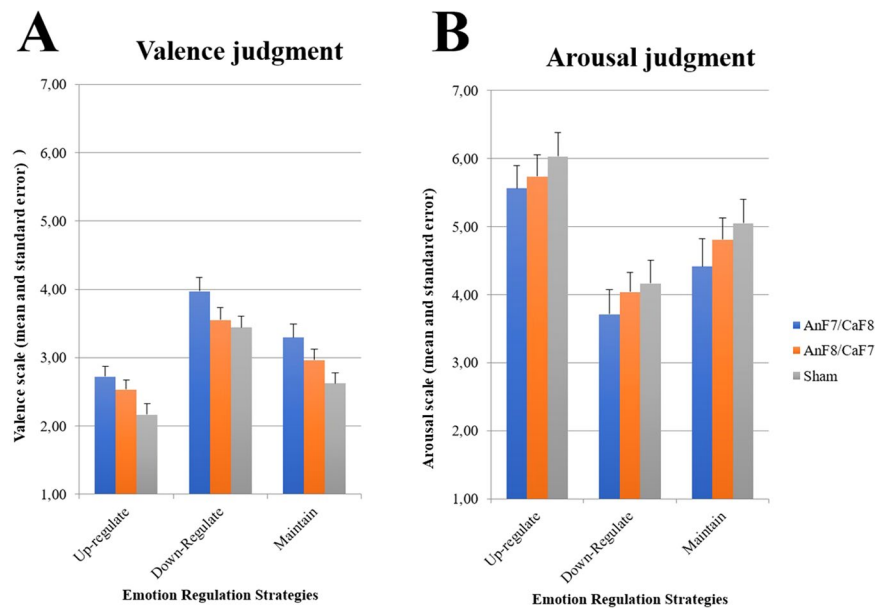 A
Valence judgment
7,00
6,00
5,00
4,00
3,00
2,00
1,00
Valence scale (mean and standard error) )
Up-regulate
Down-Regulate
Maintain
Emotion Regulation Strategies
B
Arousal judgment
7,00
6,00
5,00
4,00
3,00
2,00
1,00
Arousal scale (mean and standard error)
Up-regulate
Down-Regulate
Maintain
Emotion Regulation Strategies
AnF7/CaF8
AnF8/CaF7
Sham